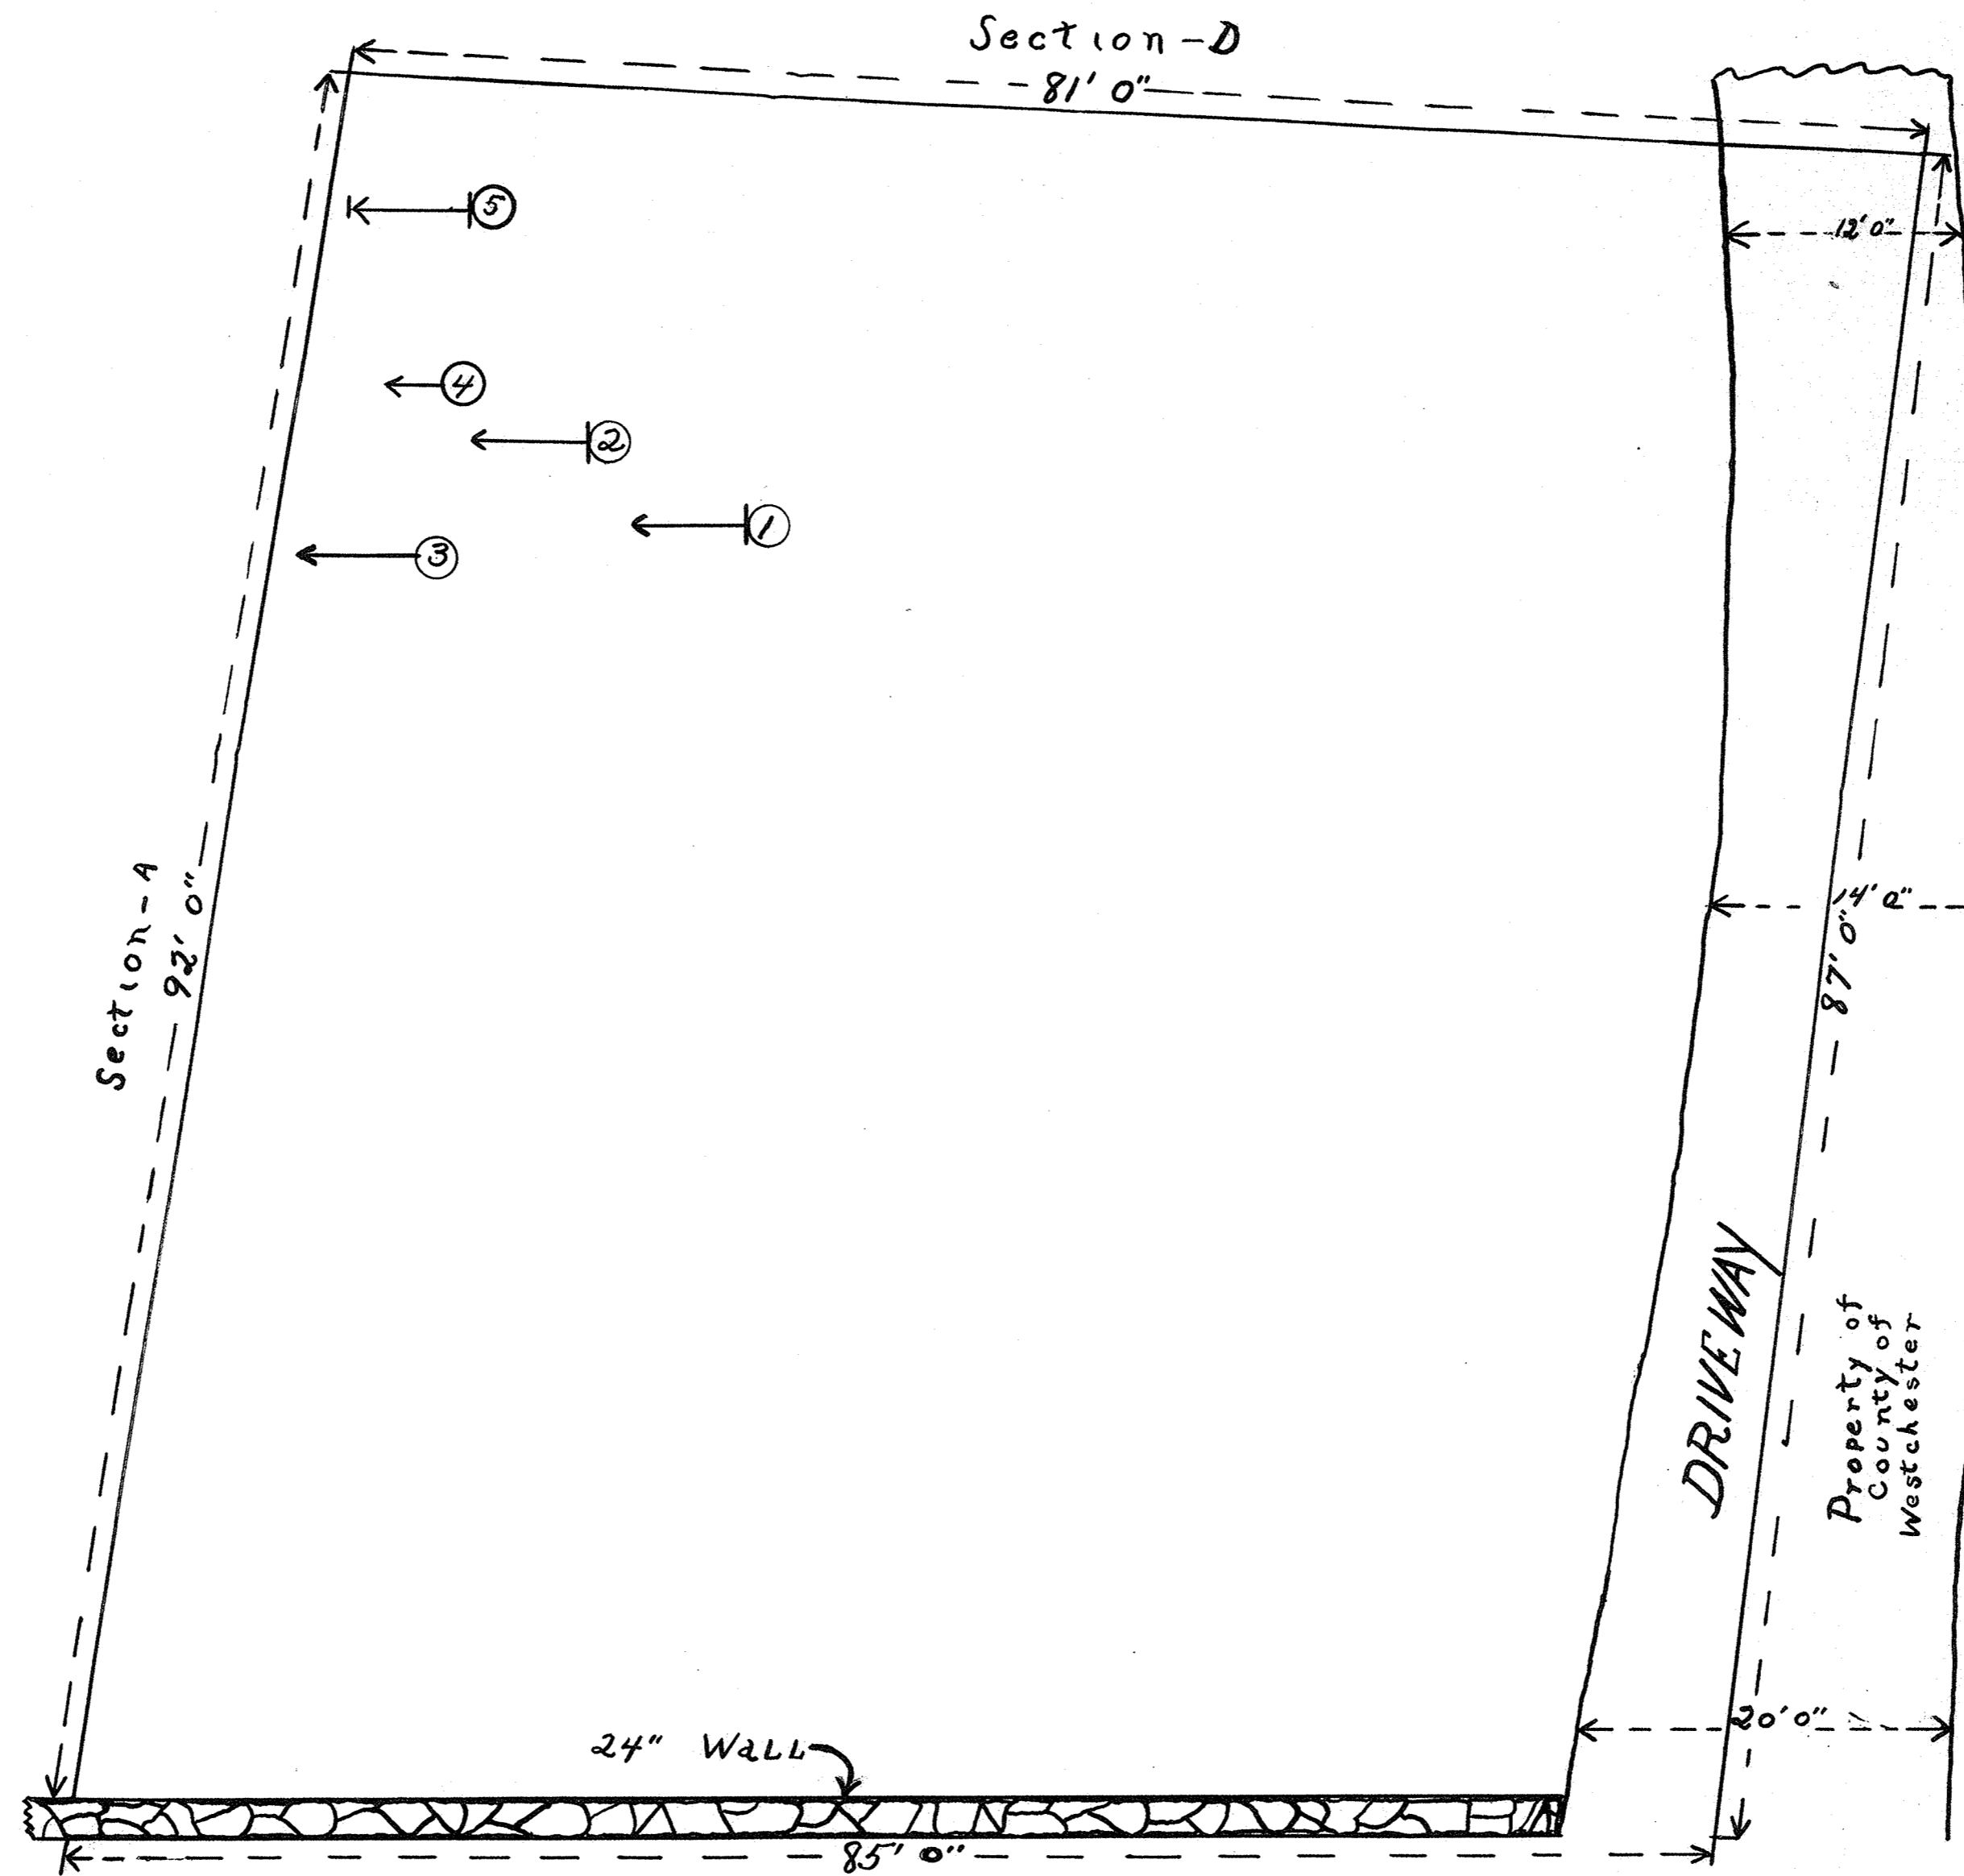 Section-D
81' 0"
5
12' 0"
4
2
1
3
Section-A
92' 0"
14' 0"
87' 0"
DRIVEWAY
Property of
County of
Westchester
24" Wall
20' 0"
85' 0"